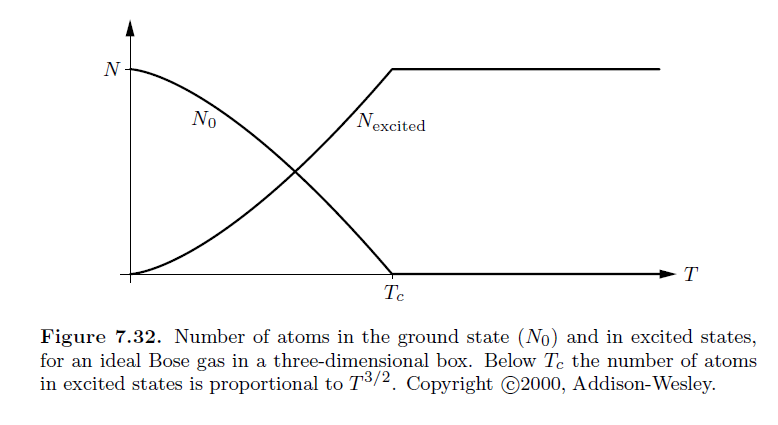 N
N₀
Nexcited
T
Tc
Figure 7.32. Number of atoms in the ground state (N₀) and in excited states,
for an ideal Bose gas in a three-dimensional box. Below Tc the number of atoms
in excited states is proportional to T^3/2. Copyright ©2000, Addison-Wesley.